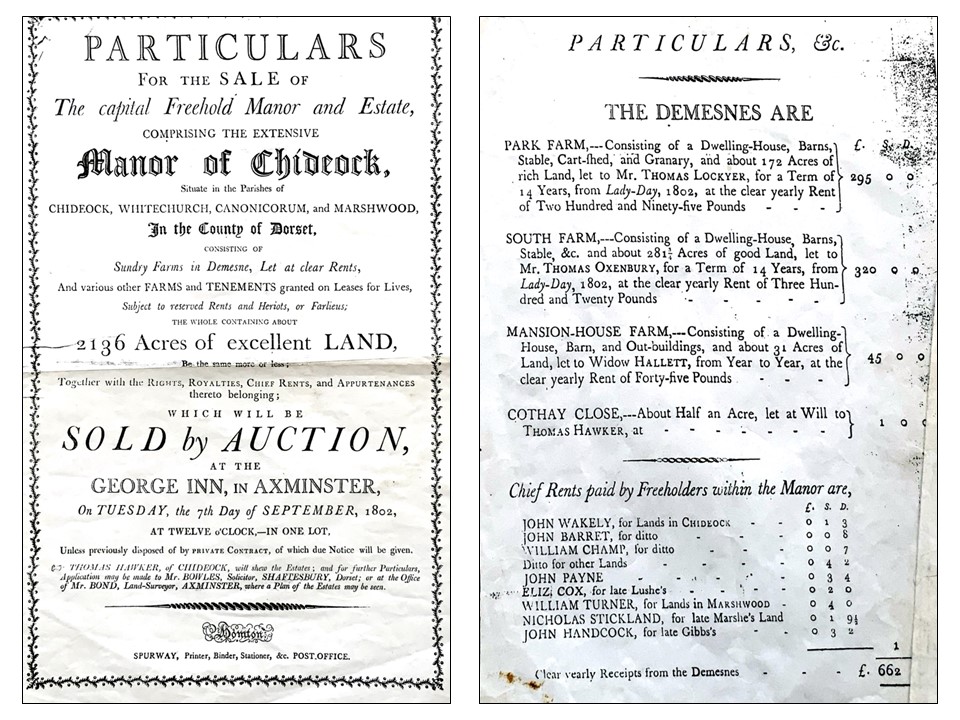 PARTICULARS
FOR THE SALE OF
The capital Freehold Manor and Estate,
COMPRISING THE EXTENSIVE
Manor of Chideock,
Situate in the Parishes of
CHIDEOCK, WHITECHURCH, CANONICORUM, and MARSHWOOD,
In the County of Dorset,
CONSISTING OF
Sundry Farms in Demesne, Let at clear Rents,
And various other FARMS and TENEMENTS granted on Leases for Lives,
Subject to reserved Rents and Heriots, or Farlieus;
THE WHOLE CONTAINING ABOUT
2136 Acres of excellent LAND,
Be the same more or less;
Together with the RIGHTS, ROYALTIES, CHIEF RENTS, and APPURTENANCES
thereto belonging;
WHICH WILL BE
SOLD by AUCTION,
AT THE
GEORGE INN, IN AXMINSTER,
On TUESDAY, the 7th Day of SEPTEMBER, 1802,
AT TWELVE o'CLOCK,—IN ONE LOT,
Unless previously disposed of by PRIVATE CONTRACT, of which due Notice will be given.
THOMAS HAWKER, of CHIDEOCK, will shew the Estates; and for further Particulars,
Application may be made to Mr. BOWLES, Solicitor, SHAFTESBURY, Dorset; or at the Office
of Mr. BOND, Land-Surveyor, AXMINSTER, where a Plan of the Estates may be seen.
Honiton
SPURWAY, Printer, Binder, Stationer, &c. POST.OFFICE.
PARTICULARS, &c.
THE DEMESNES ARE
£. S. D.
PARK FARM,---Consisting of a Dwelling-House, Barns,
Stable, Cart-shed, and Granary, and about 172 Acres of
rich Land, let to Mr. THOMAS LOCKYER, for a Term of 295 0 0
14 Years, from Lady-Day, 1802, at the clear yearly Rent
of Two Hundred and Ninety-five Pounds - - -
SOUTH FARM,---Consisting of a Dwelling-House, Barns,
Stable, &c. and about 281½ Acres of good Land, let to
Mr. THOMAS OXENBURY, for a Term of 14 Years, from 320 0 0
Lady-Day, 1802, at the clear yearly Rent of Three Hun-
dred and Twenty Pounds - - - - -
MANSION-HOUSE FARM,---Consisting of a Dwelling-
House, Barn, and Out-buildings, and about 31 Acres of
Land, let to Widow HALLETT, from Year to Year, at the 45 0 0
clear yearly Rent of Forty-five Pounds - - -
COTHAY CLOSE,---About Half an Acre, let at Will to
THOMAS HAWKER, at - - - - - - 1 0 0
Chief Rents paid by Freeholders within the Manor are,
£. S. D.
JOHN WAKELY, for Lands in CHIDEOCK - - 0 1 3
JOHN BARRET, for ditto - - - - 0 0 8
WILLIAM CHAMP, for ditto - - - 0 0 7
Ditto for other Lands - - - - 0 4 2
JOHN PAYNE - - - - - 0 3 4
ELIZ. COX, for late Lushe's - - - - 0 2 0
WILLIAM TURNER, for Lands in MARSHWOOD - 0 4 0
NICHOLAS STICKLAND, for late Marshe's Land 0 1 9½
JOHN HANDCOCK, for late Gibbs's - - 0 3 2
1
Clear yearly Receipts from the Demesnes - - - £. 662